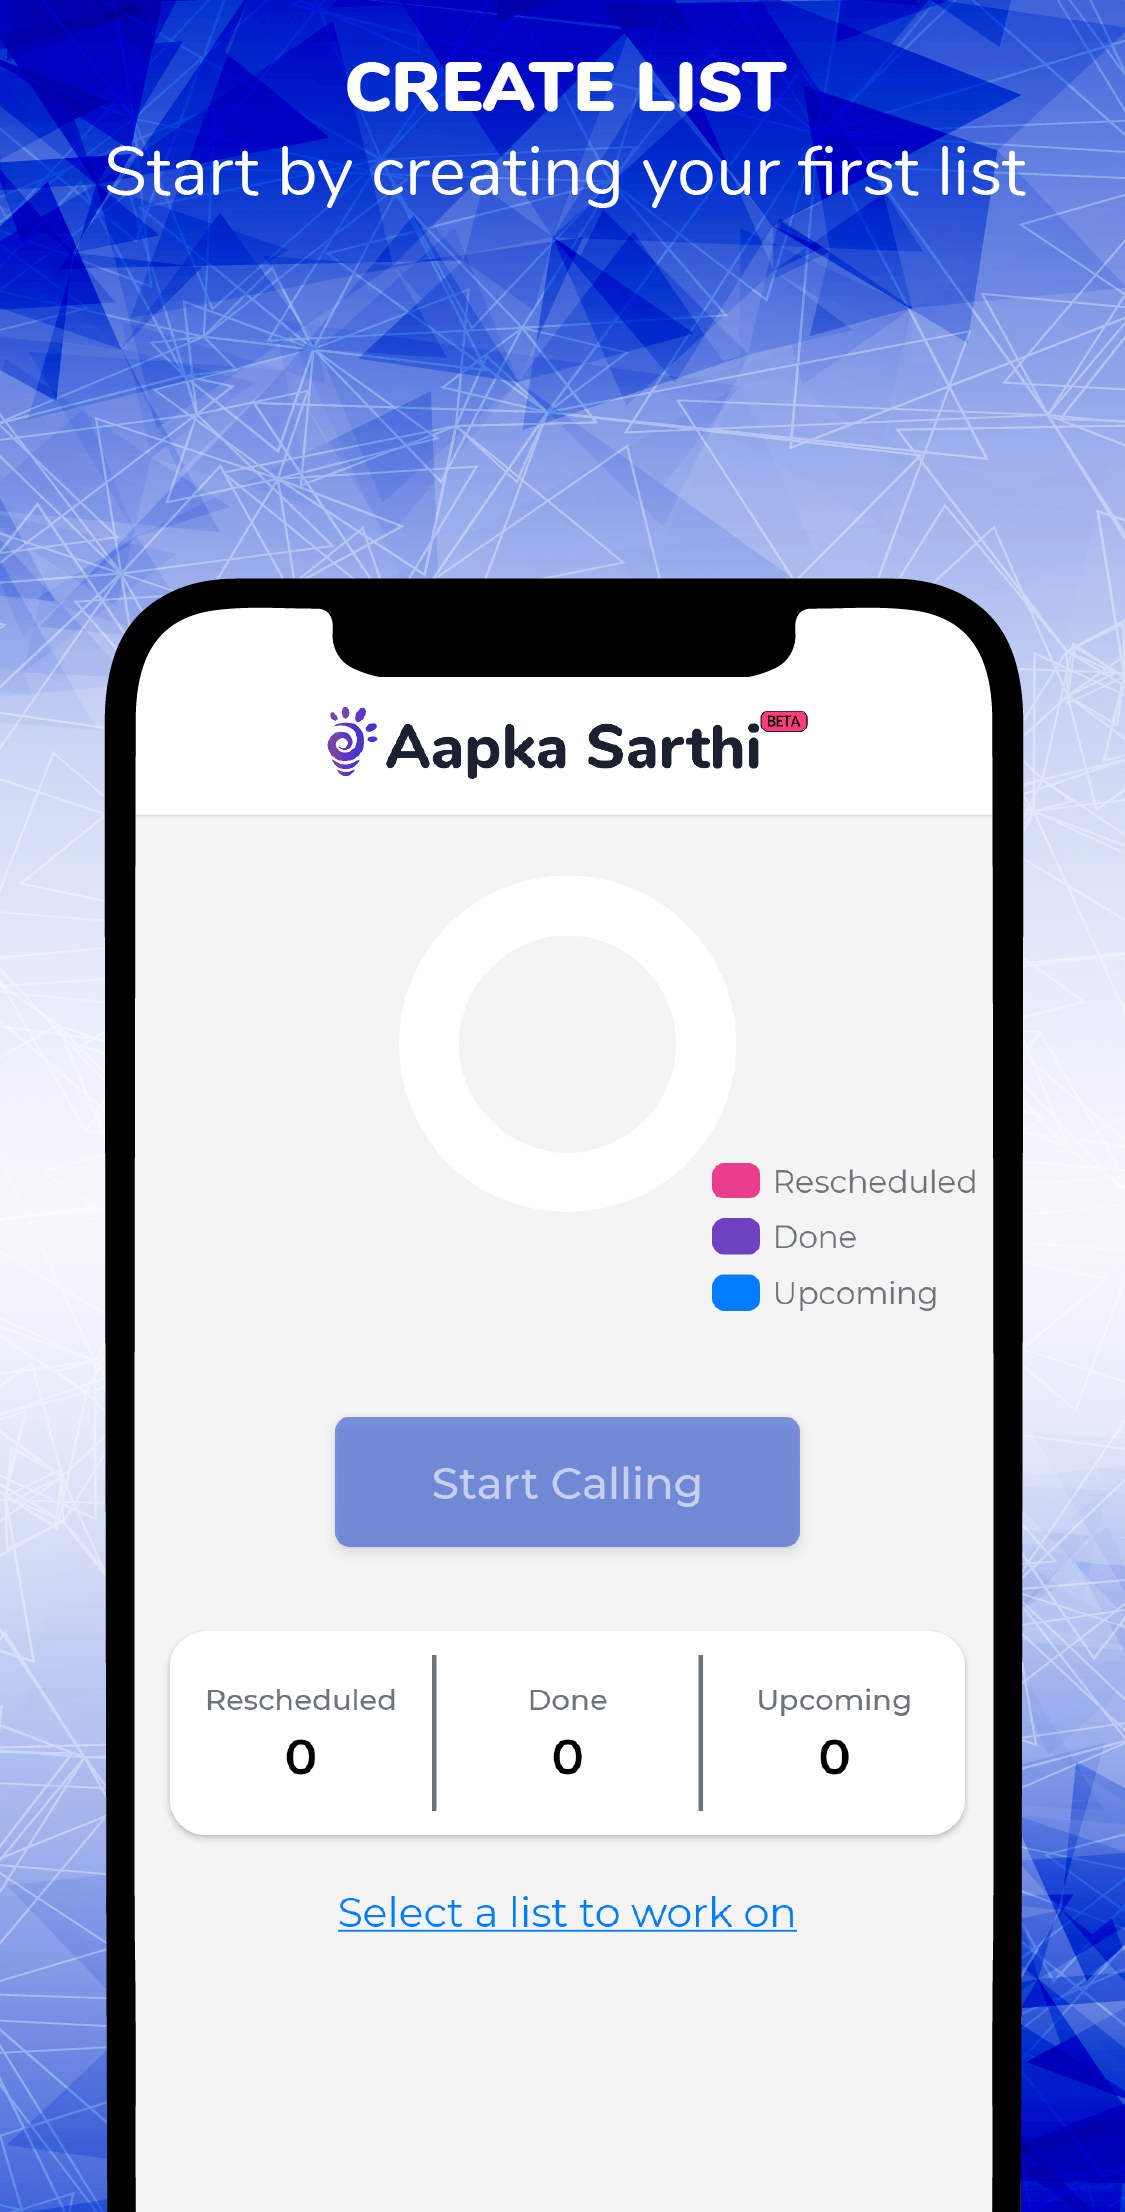 CREATE LIST
Start by creating your first list
Aapka Sarthi BETA
Rescheduled
Done
Upcoming
Start Calling
Rescheduled Done Upcoming
0 0 0
Select a list to work on